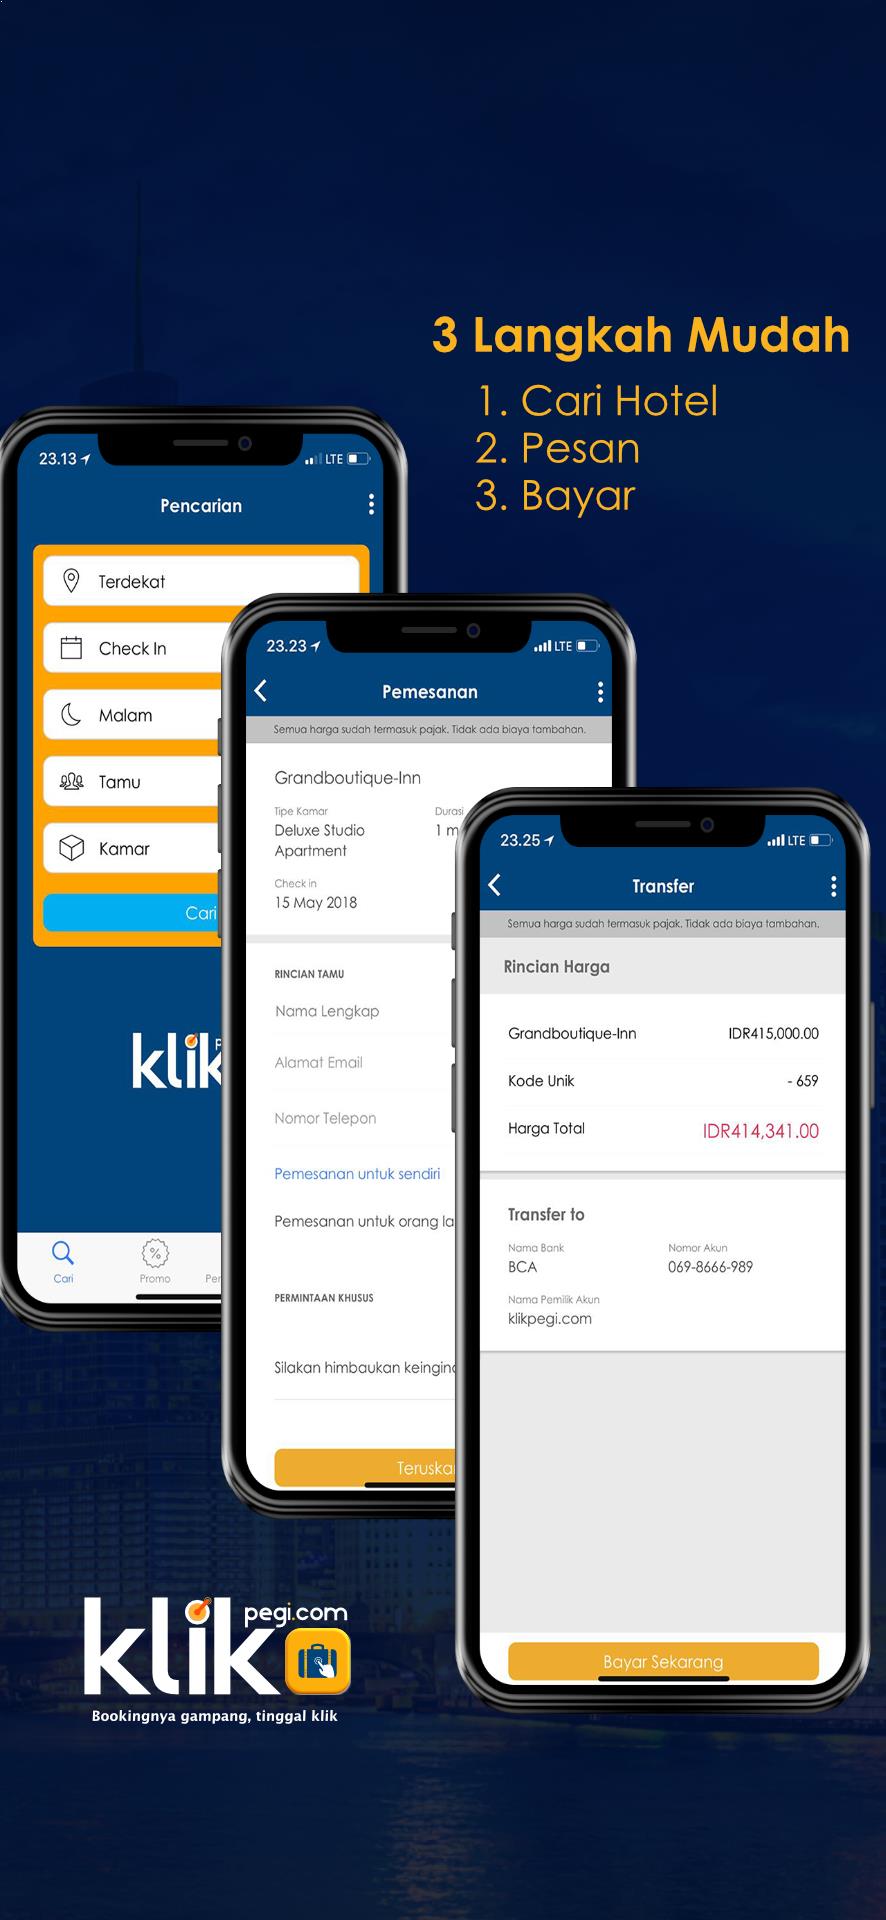 3 Langkah Mudah
1. Cari Hotel
2. Pesan
3. Bayar
23.13
LTE
Pencarian
Terdekat
Check In
Malam
Tamu
Kamar
Cari
klik
Cari
Promo
23.23
LTE
Pemesanan
Semua harga sudah termasuk pajak. Tidak ada biaya tambahan.
Grandboutique-Inn
Tipe Kamar
Durasi
Deluxe Studio
1 m
Apartment
Check in
15 May 2018
RINCIAN TAMU
Nama Lengkap
Alamat Email
Nomor Telepon
Pemesanan untuk sendiri
Pemesanan untuk orang la
PERMINTAAN KHUSUS
Silakan himbaukan keingin
Teruska
23.25
LTE
Transfer
Semua harga sudah termasuk pajak. Tidak ada biaya tambahan.
Rincian Harga
Grandboutique-Inn IDR415,000.00
Kode Unik - 659
Harga Total IDR414,341.00
Transfer to
Nama Bank Nomor Akun
BCA 069-8666-989
Nama Pemilik Akun
klikpegi.com
Bayar Sekarang
klik pegi.com
Bookingnya gampang, tinggal klik